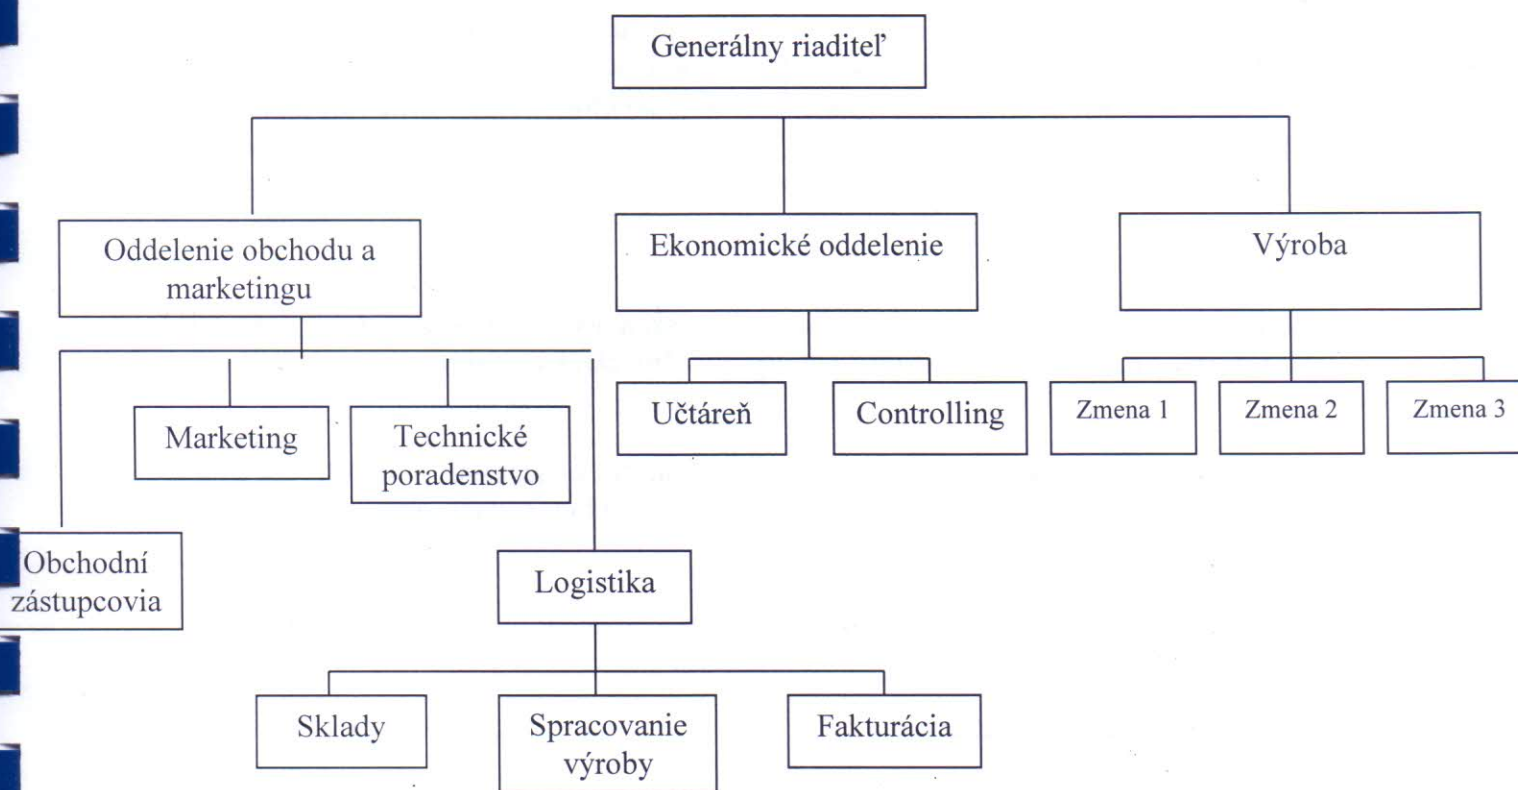 Generálny riaditeľ
Oddelenie obchodu a
marketingu
Ekonomické oddelenie
Výroba
Marketing
Technické
poradenstvo
Učtáreň
Controlling
Zmena 1
Zmena 2
Zmena 3
Obchodní
zástupcovia
Logistika
Sklady
Spracovanie
výroby
Fakturácia